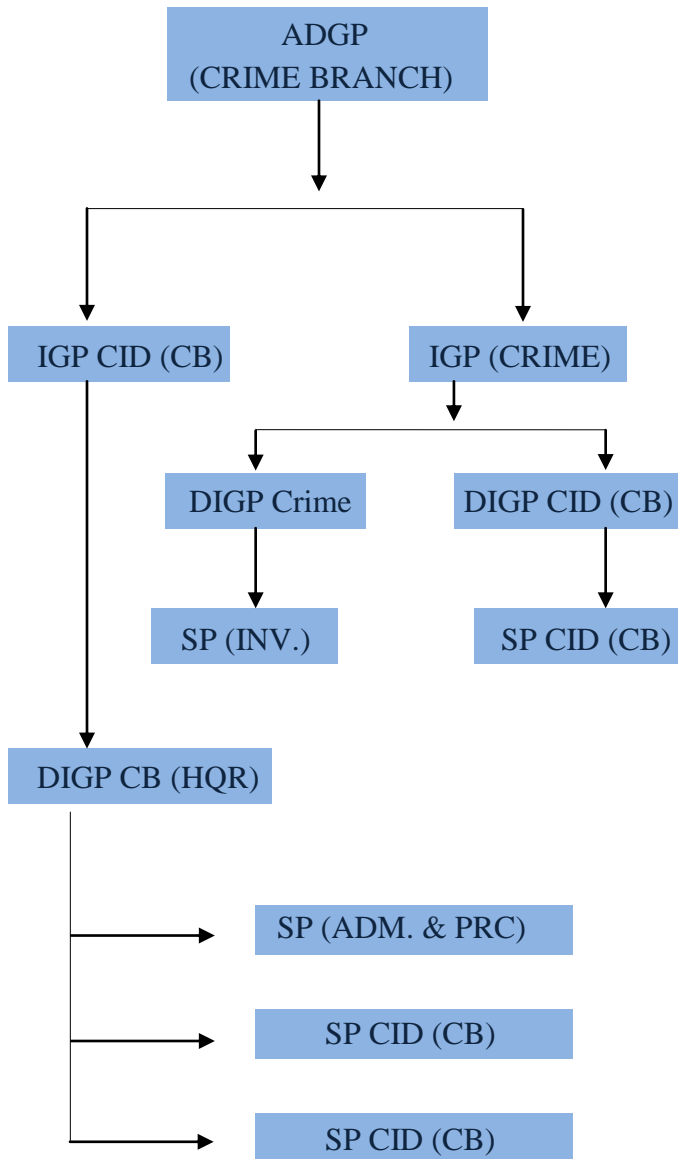 ADGP
(CRIME BRANCH)
IGP CID (CB)
IGP (CRIME)
DIGP Crime
DIGP CID (CB)
SP (INV.)
SP CID (CB)
DIGP CB (HQR)
SP (ADM. & PRC)
SP CID (CB)
SP CID (CB)